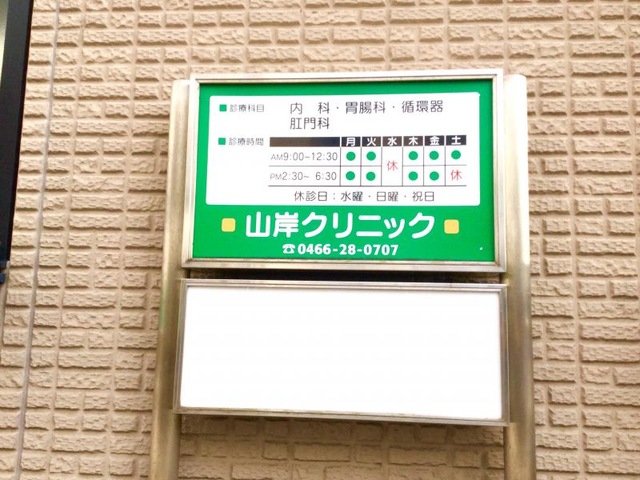 ■診療科目 内 科・胃腸科・循環器
肛門科
■診療時間 月 火 水 木 金 土
AM9:00~12:30 ● ● 休 ● ● ●
PM2:30~ 6:30 ● ● ● ● 休
休診日:水曜・日曜・祝日
山岸クリニック
☎0466-28-0707